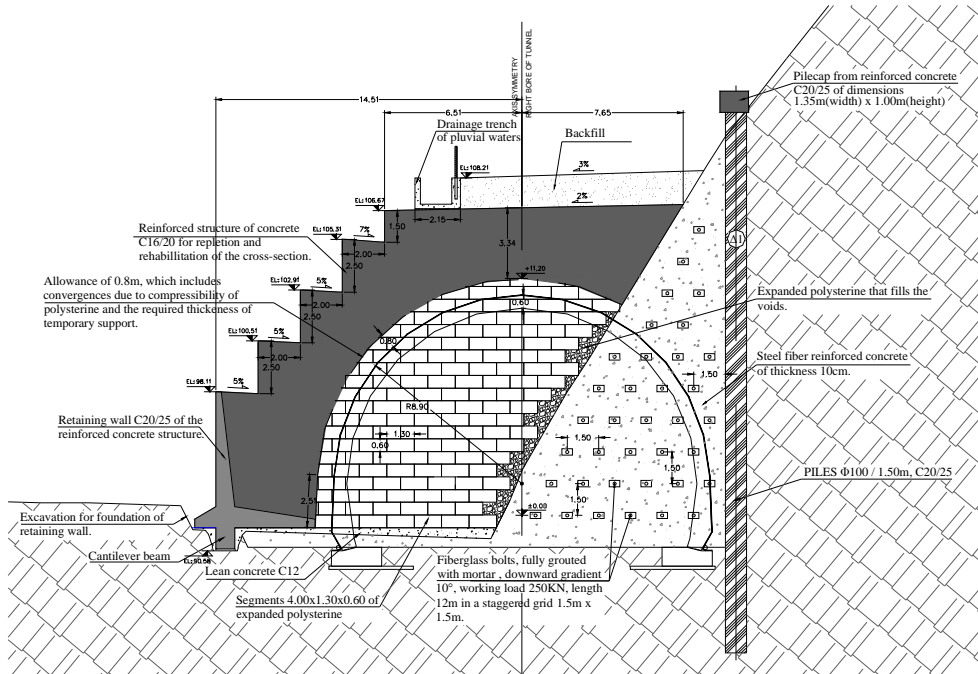 AXIS SYMMETRY
RIGHT BORE OF TUNNEL
Pilecap from reinforced concrete
C20/25 of dimensions
1.35m(width) x 1.00m(height)
14.51
6.51
7.65
Drainage trench
of pluvial waters
Backfill
EL:108.21
3%
2%
EL:106.67
2.15
1.50
7%
EL:105.31
Reinforced structure of concrete
C16/20 for repletion and
rehabillitation of the cross-section.
2.00
2.50
3.34
Δ1
EL:102.91
5%
+11,20
Allowance of 0.8m, which includes
convergences due to compressibility of
polysterine and the required thickness of
temporary support.
2.00
2.50
0.60
Expanded polysterine that fills the
voids.
EL:100.51
5%
0.80
2.00
2.50
Steel fiber reinforced concrete
of thickness 10cm.
1.50
EL:98.11
5%
R8.90
Retaining wall C20/25 of the
reinforced concrete structure.
1.30
0.60
1.50
1.50
PILES Φ100 / 1.50m, C20/25
2.51
1.50
±0.00
Excavation for foundation of
retaining wall.
Cantilever beam
Lean concrete C12
Segments 4.00x1.30x0.60 of
expanded polysterine
Fiberglass bolts, fully grouted
with mortar , downward gradient
10°, working load 250KN, length
12m in a staggered grid 1.5m x
1.5m.